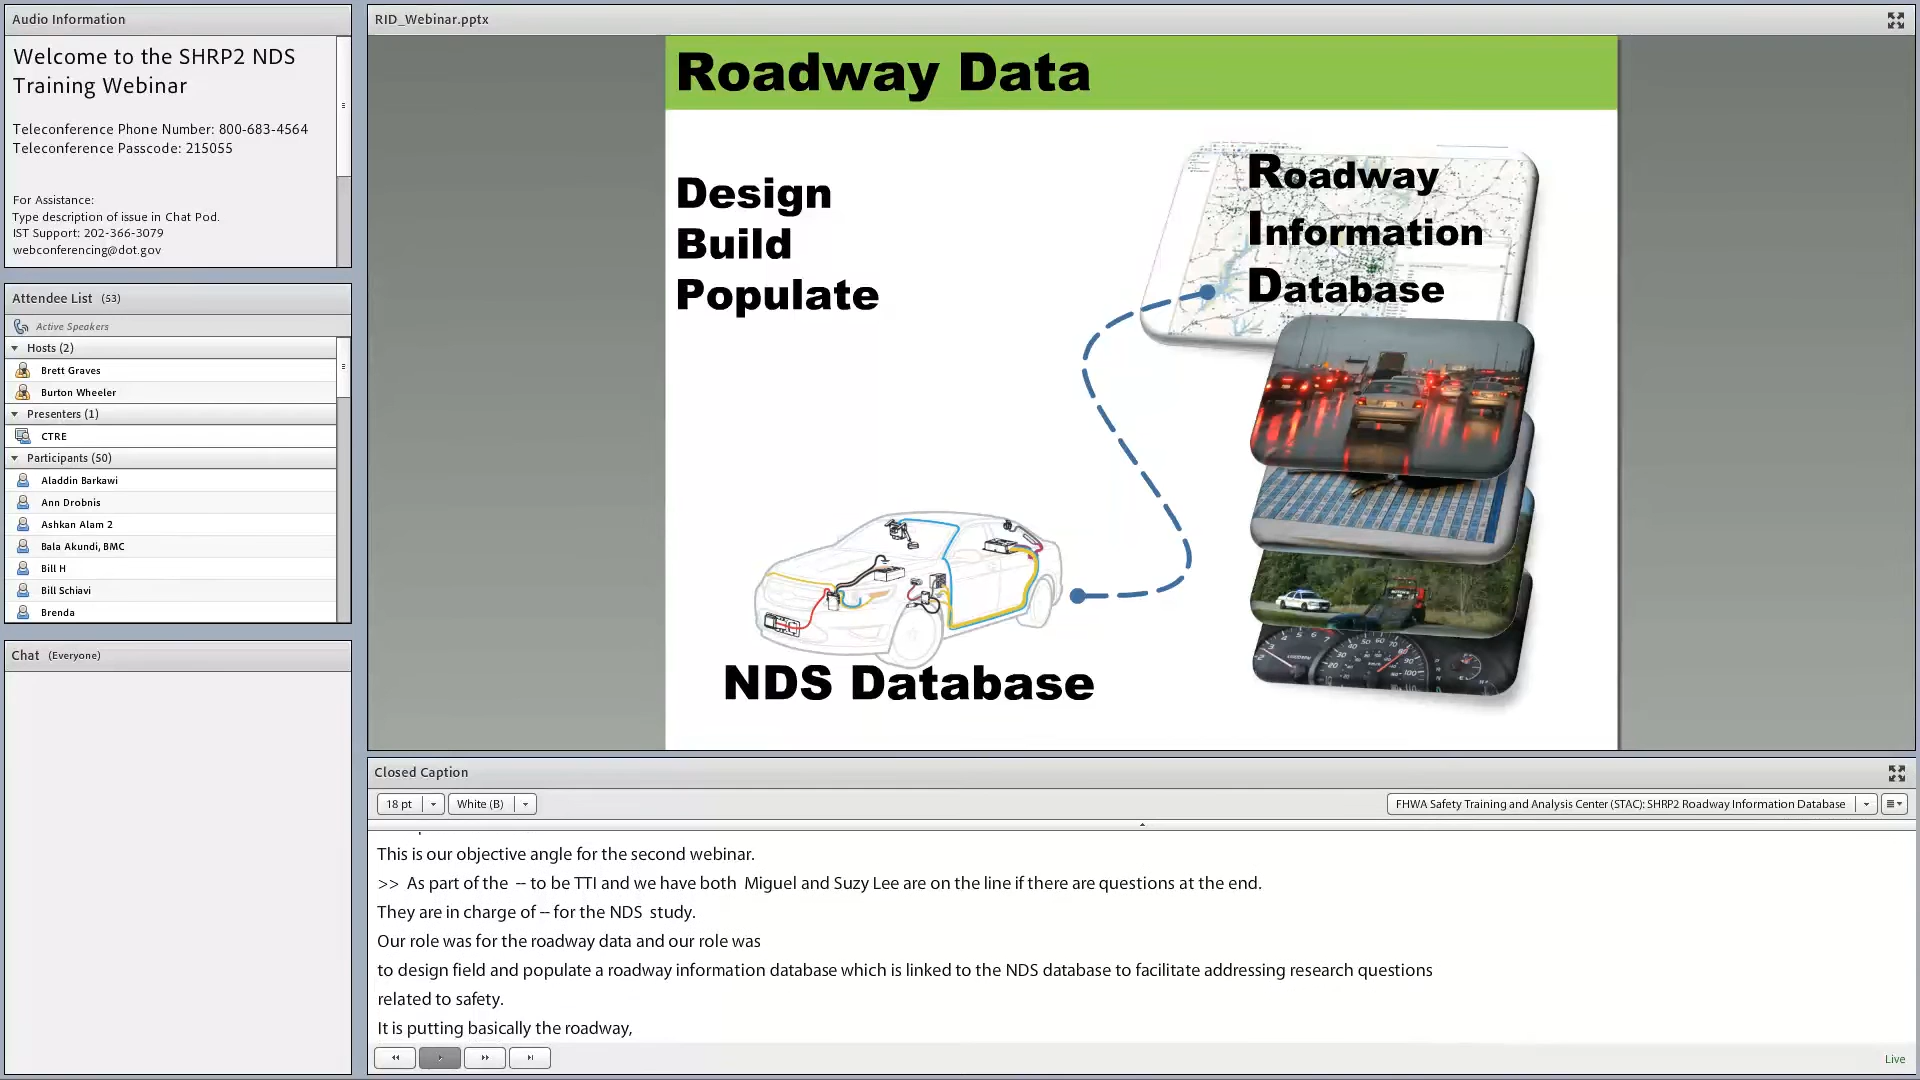 Audio Information
Welcome to the SHRP2 NDS
Training Webinar
Teleconference Phone Number: 800-683-4564
Teleconference Passcode: 215055
For Assistance:
Type description of issue in Chat Pod.
IST Support: 202-366-3079
webconferencing@dot.gov
Attendee List (53)
Active Speakers
Hosts (2)
Brett Graves
Burton Wheeler
Presenters (1)
CTRE
Participants (50)
Aladdin Barkawi
Ann Drobnis
Ashkan Alam 2
Bala Akundi, BMC
Bill H
Bill Schiavi
Brenda
Chat (Everyone)
RID_Webinar.pptx
Roadway Data
Design
Build
Populate
Roadway
Information
Database
NDS Database
Closed Caption
18 pt
White (B)
FHWA Safety Training and Analysis Center (STAC): SHRP2 Roadway Information Database
This is our objective angle for the second webinar.
>> As part of the -- to be TTI and we have both Miguel and Suzy Lee are on the line if there are questions at the end.
They are in charge of -- for the NDS study.
Our role was for the roadway data and our role was
to design field and populate a roadway information database which is linked to the NDS database to facilitate addressing research questions
related to safety.
It is putting basically the roadway,
Live